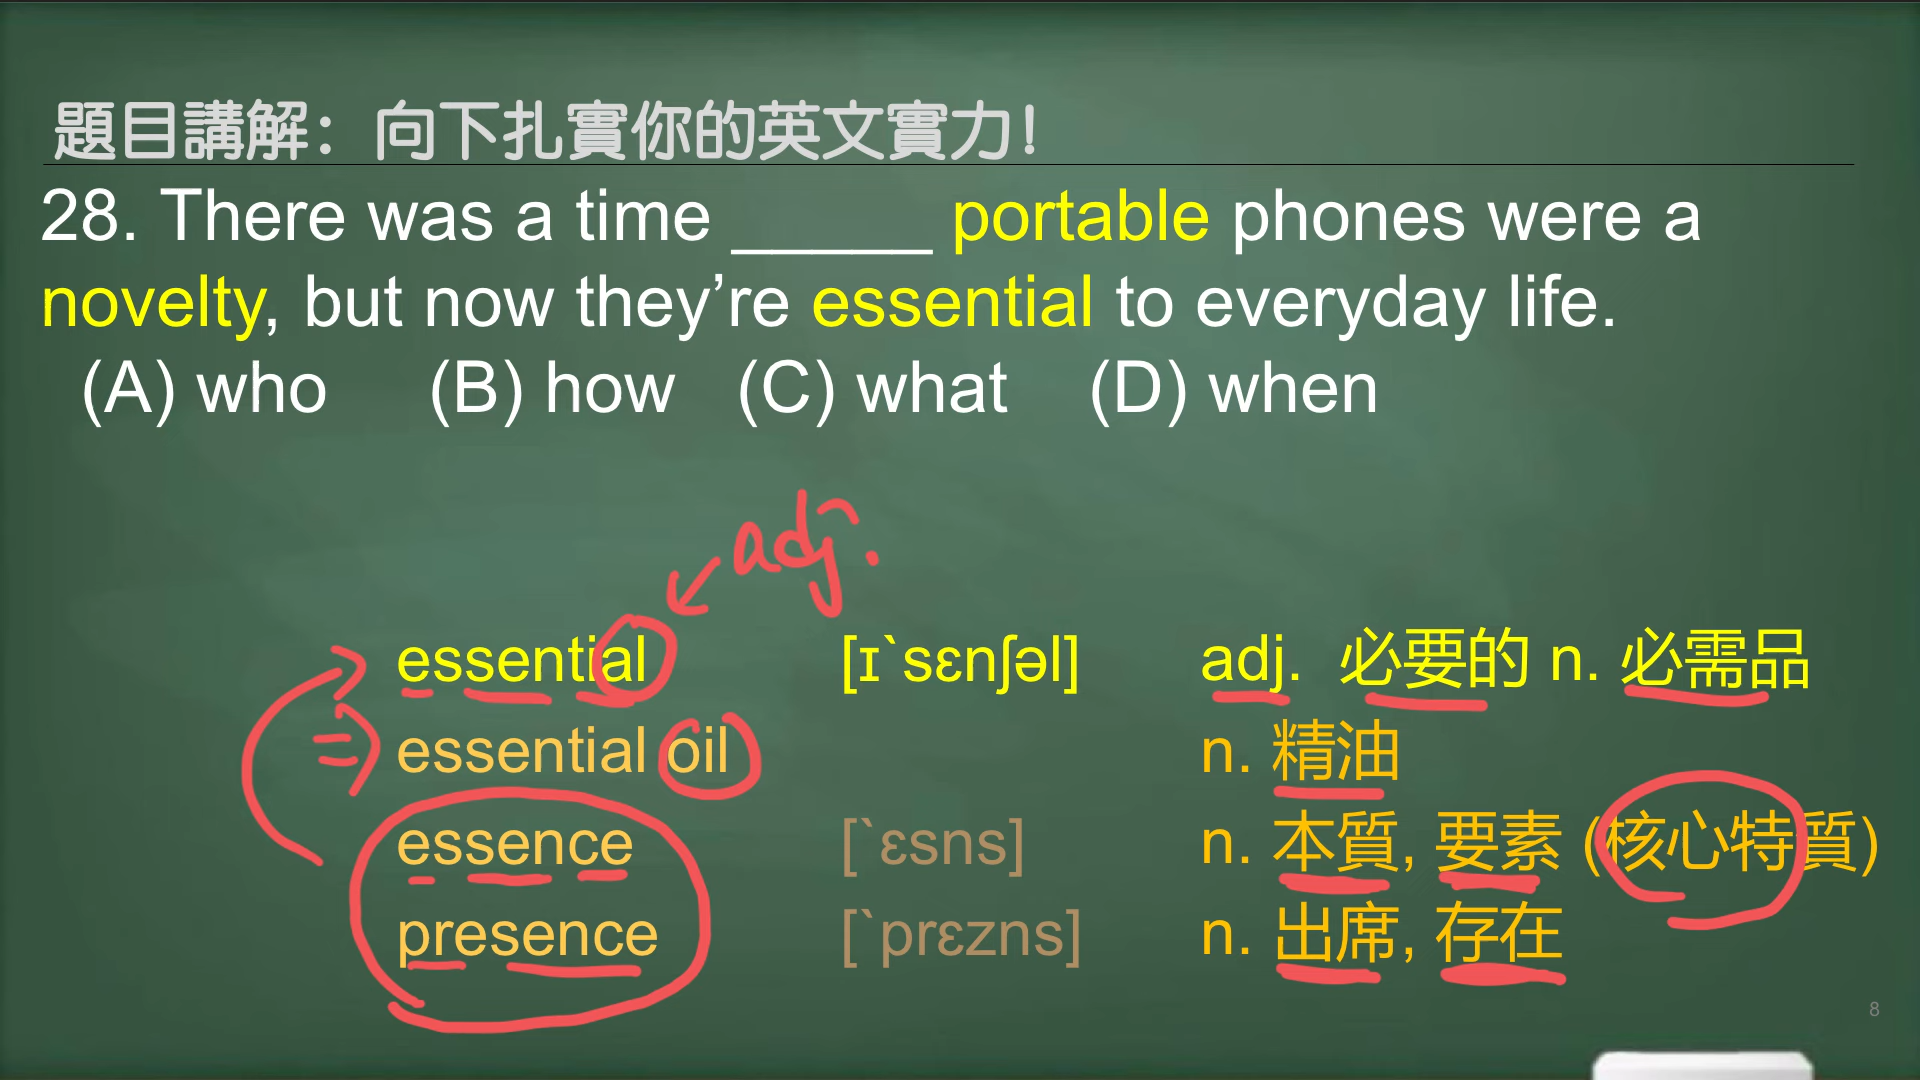 題目講解：向下扎實你的英文實力！
28. There was a time ______ portable phones were a
novelty, but now they’re essential to everyday life.
(A) who (B) how (C) what (D) when
adj.
essential [ɪˋsɛnʃəl] adj. 必要的 n. 必需品
essential oil n. 精油
essence [ˋɛsns] n. 本質, 要素 (核心特質)
presence [ˋprɛzns] n. 出席, 存在
8